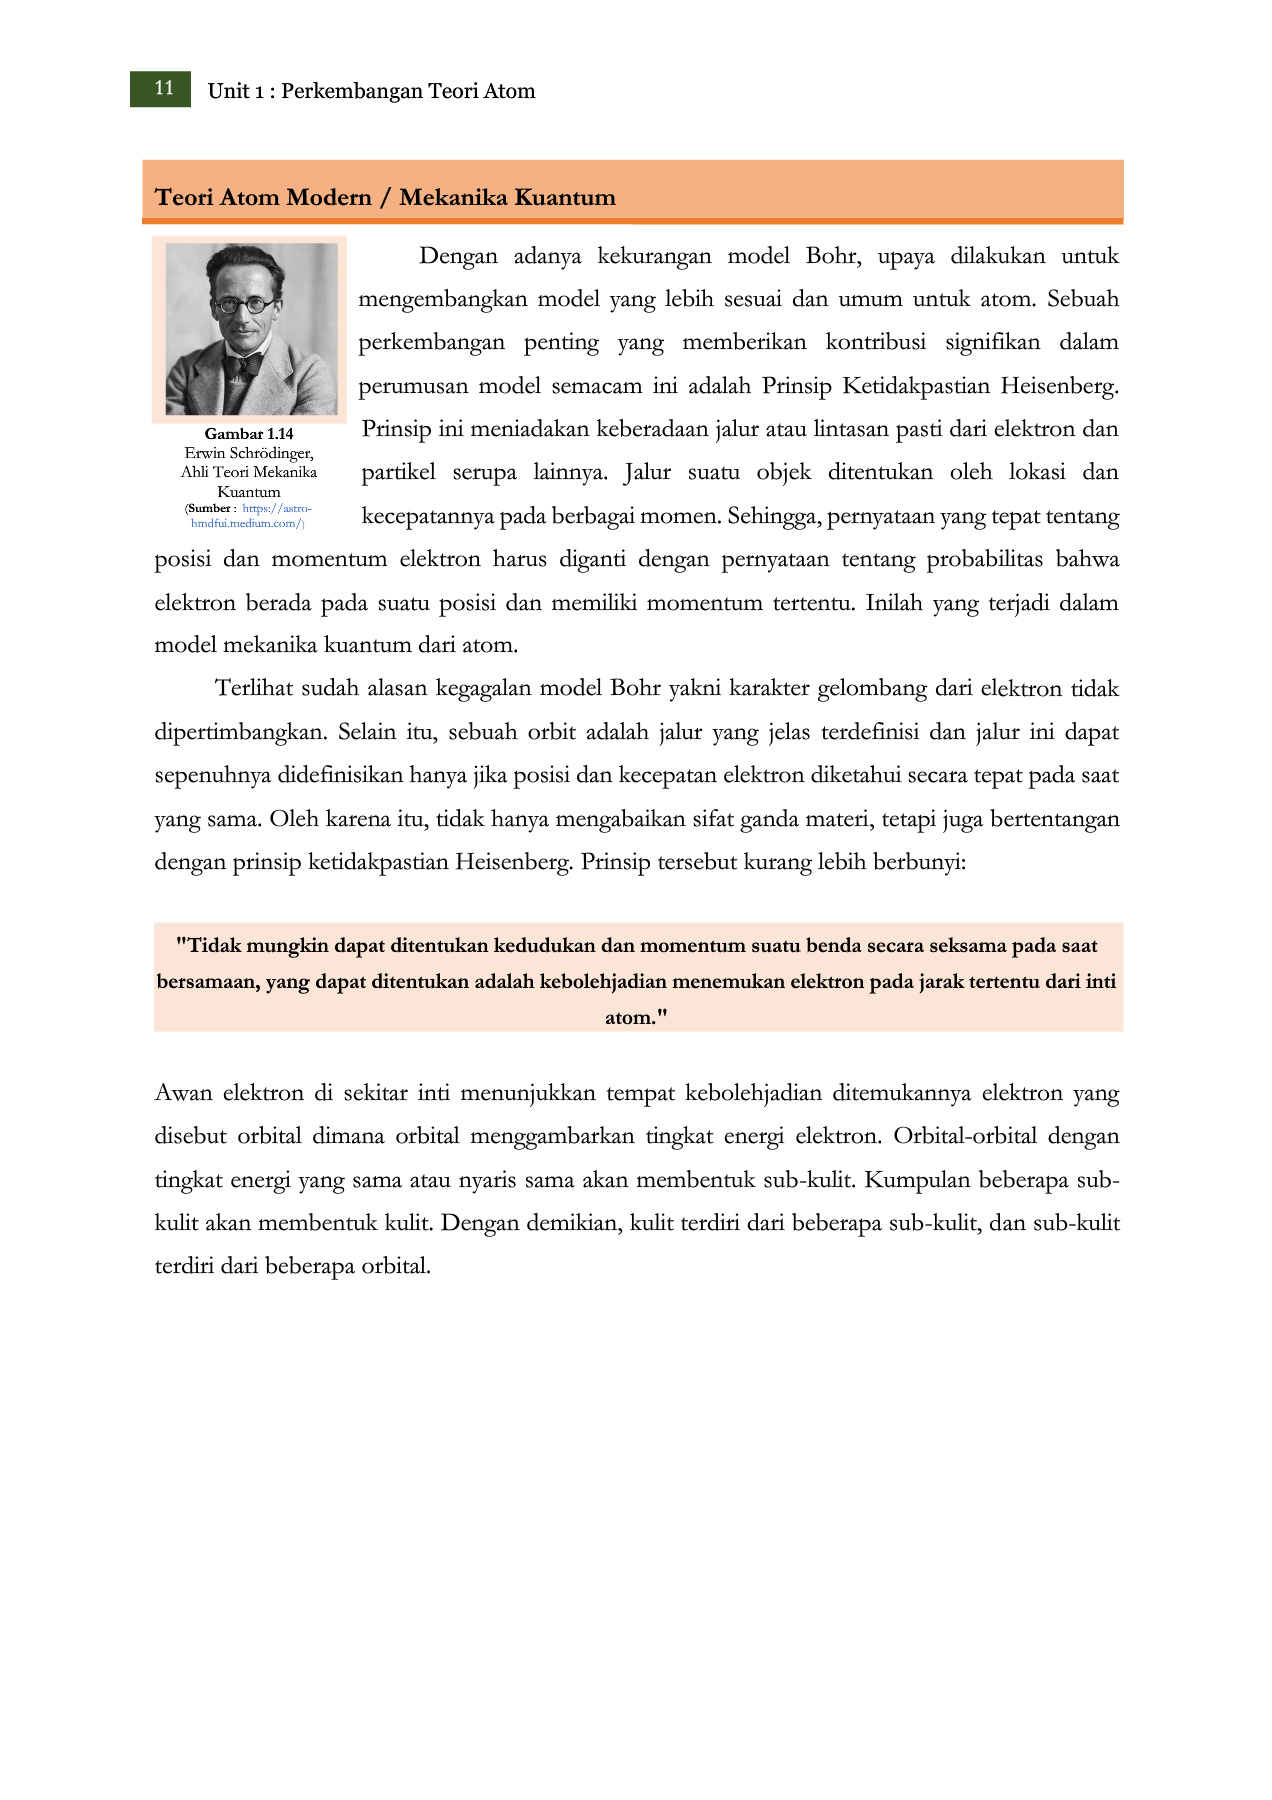 11
Unit 1 : Perkembangan Teori Atom
Teori Atom Modern / Mekanika Kuantum
Dengan adanya kekurangan model Bohr, upaya dilakukan untuk
mengembangkan model yang lebih sesuai dan umum untuk atom. Sebuah
perkembangan penting yang memberikan kontribusi signifikan dalam
perumusan model semacam ini adalah Prinsip Ketidakpastian Heisenberg.
Prinsip ini meniadakan keberadaan jalur atau lintasan pasti dari elektron dan
partikel serupa lainnya. Jalur suatu objek ditentukan oleh lokasi dan
kecepatannya pada berbagai momen. Sehingga, pernyataan yang tepat tentang
posisi dan momentum elektron harus diganti dengan pernyataan tentang probabilitas bahwa
elektron berada pada suatu posisi dan memiliki momentum tertentu. Inilah yang terjadi dalam
model mekanika kuantum dari atom.
Gambar 1.14
Erwin Schrödinger,
Ahli Teori Mekanika
Kuantum
(Sumber : https://astro-
hmdfui.medium.com/)
Terlihat sudah alasan kegagalan model Bohr yakni karakter gelombang dari elektron tidak
dipertimbangkan. Selain itu, sebuah orbit adalah jalur yang jelas terdefinisi dan jalur ini dapat
sepenuhnya didefinisikan hanya jika posisi dan kecepatan elektron diketahui secara tepat pada saat
yang sama. Oleh karena itu, tidak hanya mengabaikan sifat ganda materi, tetapi juga bertentangan
dengan prinsip ketidakpastian Heisenberg. Prinsip tersebut kurang lebih berbunyi:
"Tidak mungkin dapat ditentukan kedudukan dan momentum suatu benda secara seksama pada saat
bersamaan, yang dapat ditentukan adalah kebolehjadian menemukan elektron pada jarak tertentu dari inti
atom."
Awan elektron di sekitar inti menunjukkan tempat kebolehjadian ditemukannya elektron yang
disebut orbital dimana orbital menggambarkan tingkat energi elektron. Orbital-orbital dengan
tingkat energi yang sama atau nyaris sama akan membentuk sub-kulit. Kumpulan beberapa sub-
kulit akan membentuk kulit. Dengan demikian, kulit terdiri dari beberapa sub-kulit, dan sub-kulit
terdiri dari beberapa orbital.